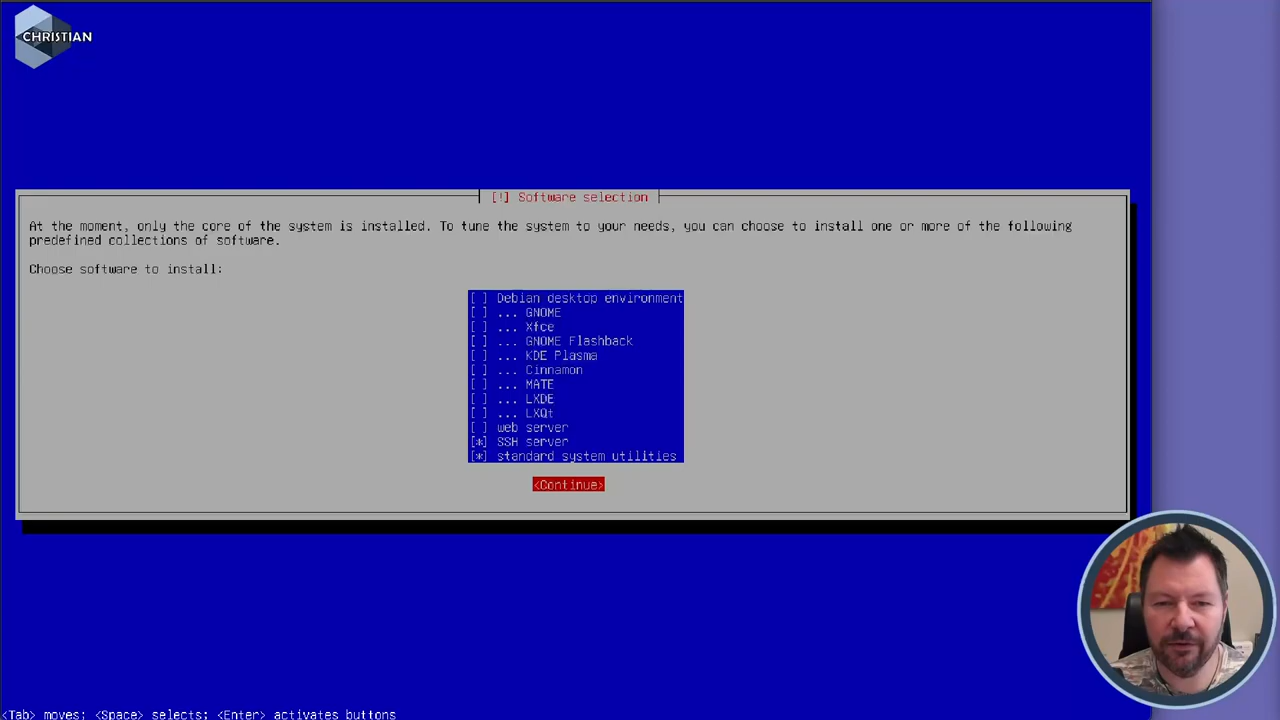 CHRISTIAN
[!] Software selection
At the moment, only the core of the system is installed. To tune the system to your needs, you can choose to install one or more of the following
predefined collections of software.
Choose software to install:
[ ] Debian desktop environment
[ ] ... GNOME
[ ] ... Xfce
[ ] ... GNOME Flashback
[ ] ... KDE Plasma
[ ] ... Cinnamon
[ ] ... MATE
[ ] ... LXDE
[ ] ... LXQt
[ ] web server
[*] SSH server
[*] standard system utilities
<Continue>
<Tab> moves; <Space> selects; <Enter> activates buttons